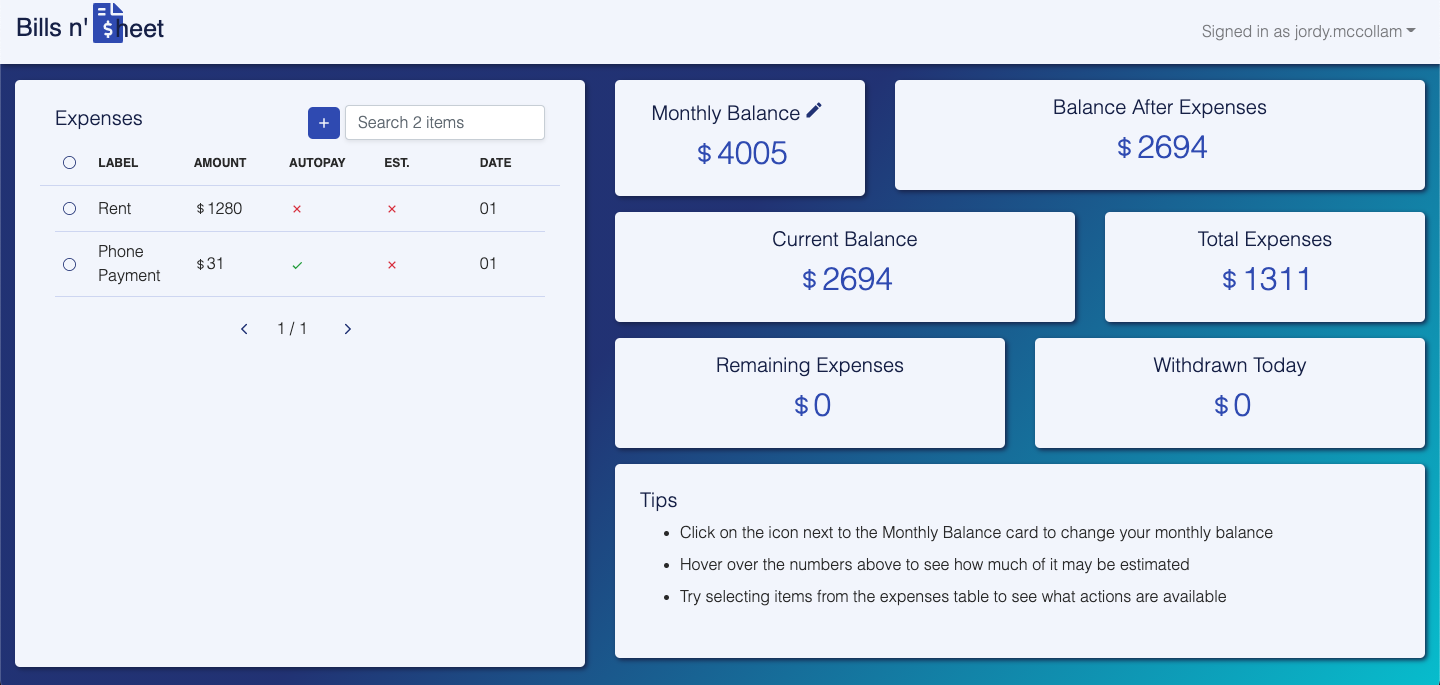 Bills n' $heet
Signed in as jordy.mccollam
Expenses
+
Search 2 items
LABEL AMOUNT AUTOPAY EST. DATE
Rent $ 1280 × × 01
Phone
Payment $ 31 ✓ × 01
< 1 / 1 >
Monthly Balance
$ 4005
Balance After Expenses
$ 2694
Current Balance
$ 2694
Total Expenses
$ 1311
Remaining Expenses
$ 0
Withdrawn Today
$ 0
Tips
• Click on the icon next to the Monthly Balance card to change your monthly balance
• Hover over the numbers above to see how much of it may be estimated
• Try selecting items from the expenses table to see what actions are available